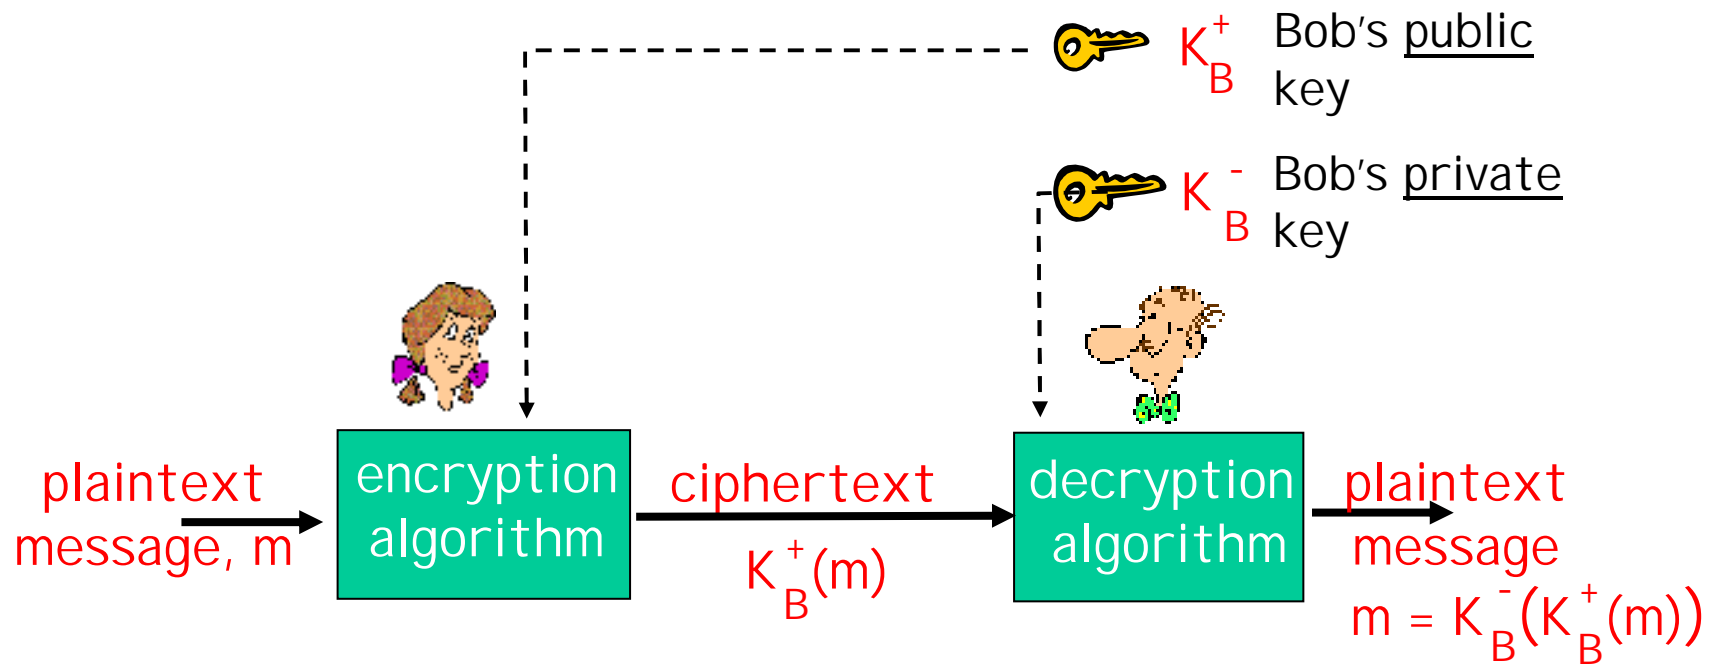 K_B^+ Bob's public
key
K_B^- Bob's private
key
plaintext
message, m
encryption
algorithm
ciphertext
K_B^+(m)
decryption
algorithm
plaintext
message
m = K_B^-(K_B^+(m))